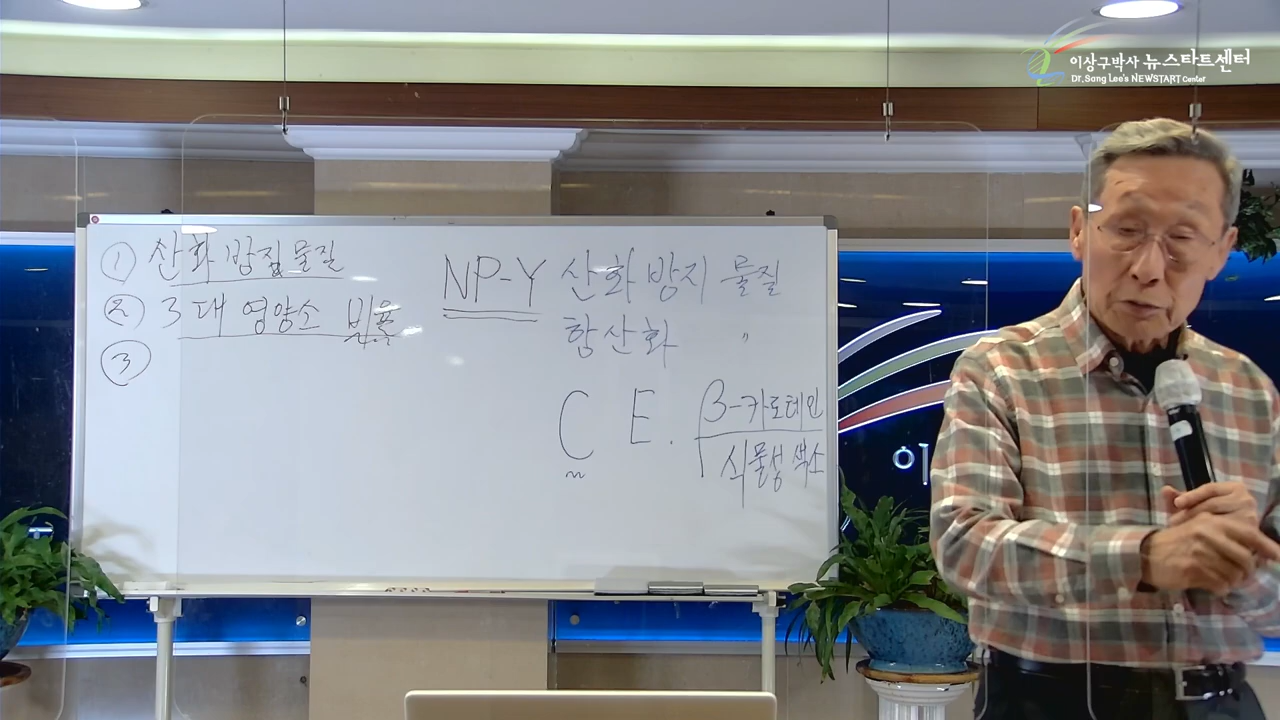 이상구박사 뉴스타트센터
Dr. Sang Lee's NEWSTART Center
① 산화 방지 물질
② 3대 영양소 비율
③
NP-Y 산화방지 물질
항산화 "
C E. β-카로테인
식물성 색소
이